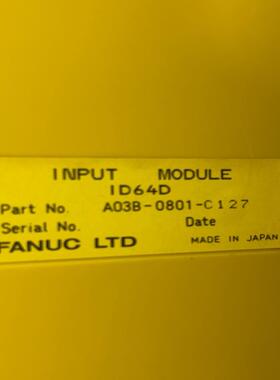 INPUT MODULE
ID64D
Part No. A03B-0801-C127
Serial No. Date
FANUC LTD MADE IN JAPAN